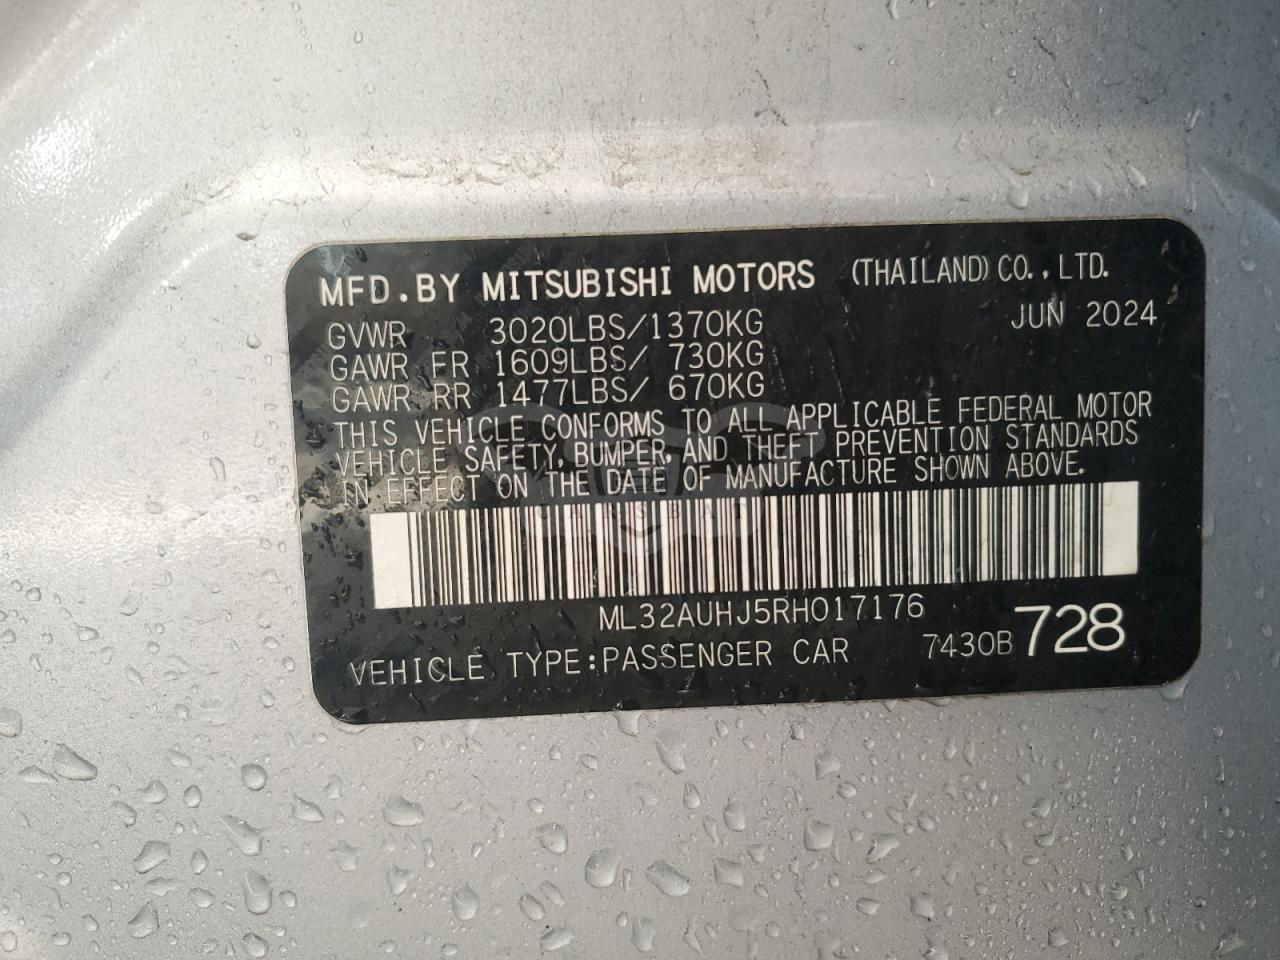 MFD.BY MITSUBISHI MOTORS (THAILAND) CO., LTD.
GVWR 3020LBS/1370KG JUN 2024
GAWR FR 1609LBS/ 730KG
GAWR RR 1477LBS/ 670KG
THIS VEHICLE CONFORMS TO ALL APPLICABLE FEDERAL MOTOR
VEHICLE SAFETY, BUMPER, AND THEFT PREVENTION STANDARDS
IN EFFECT ON THE DATE OF MANUFACTURE SHOWN ABOVE.
ML32AUHJ5RH017176
VEHICLE TYPE:PASSENGER CAR 7430B 728